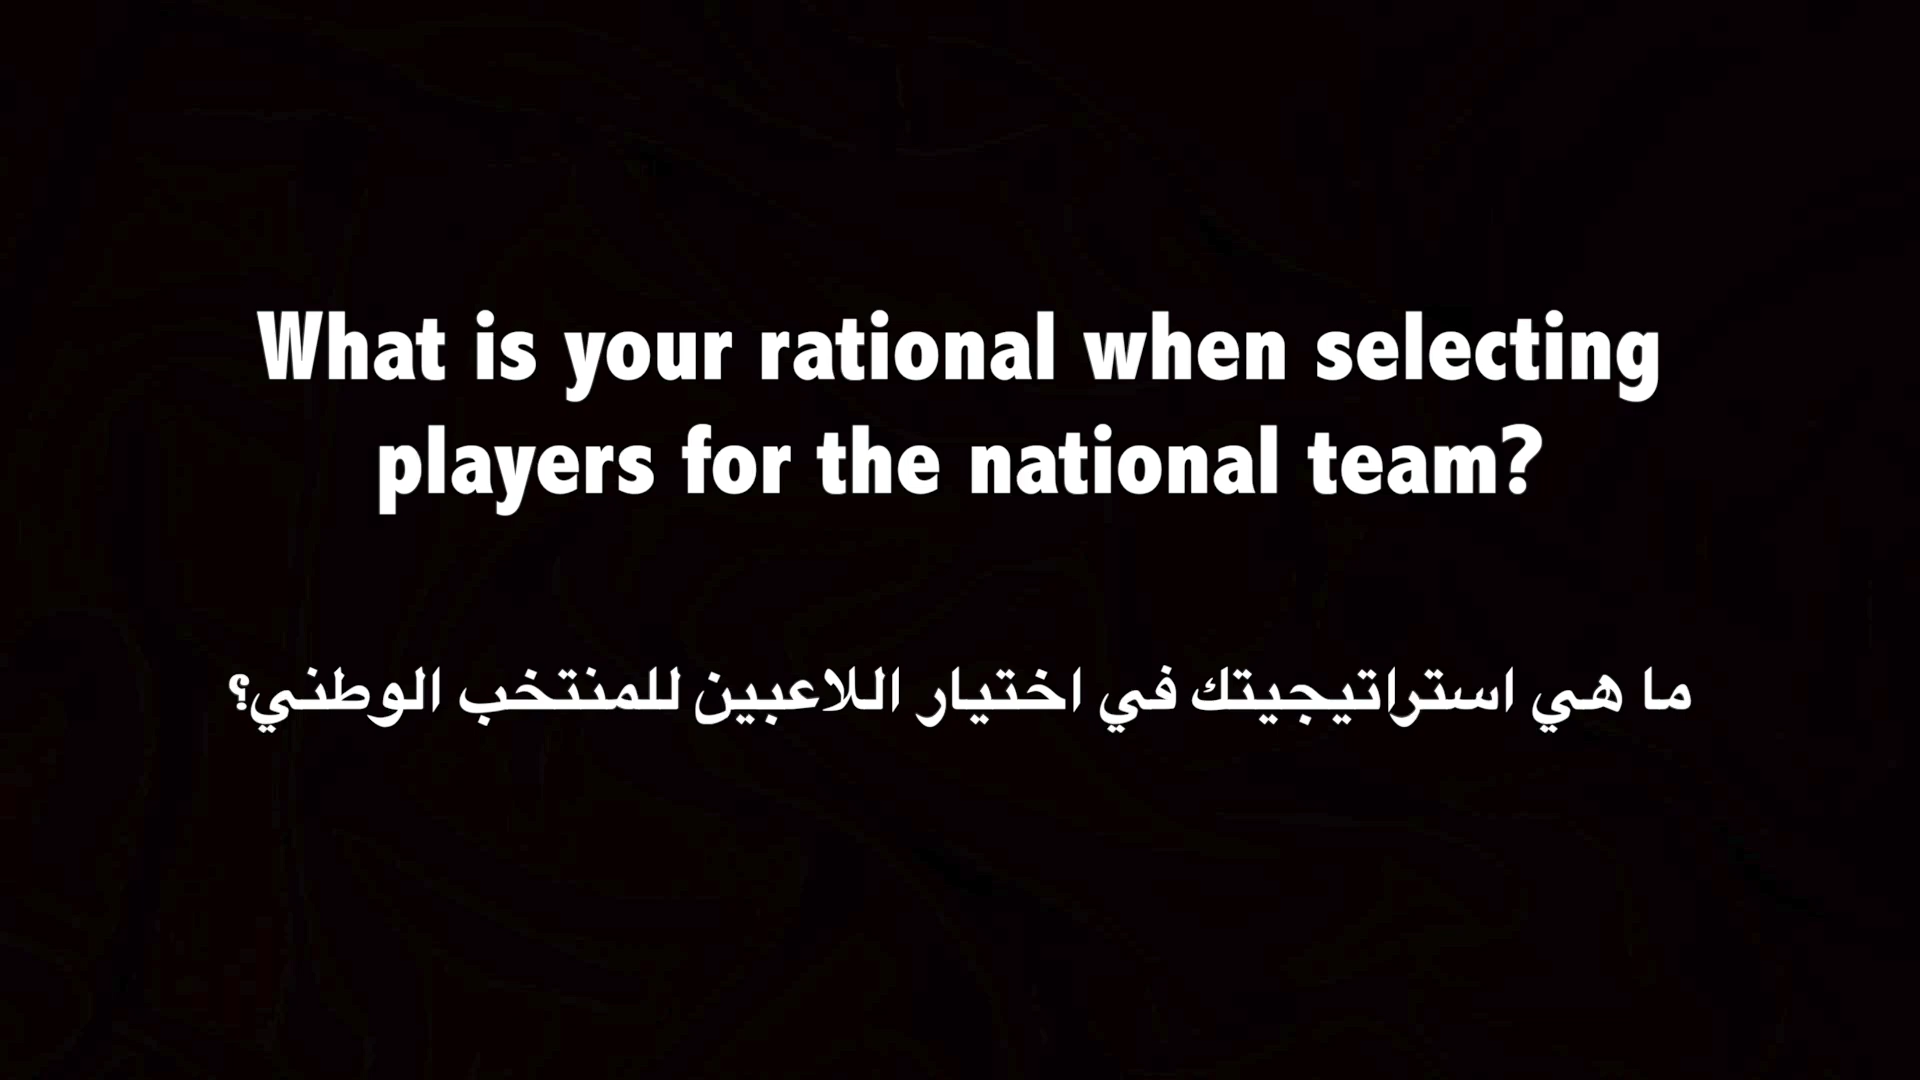 What is your rational when selecting
players for the national team?
ما هي استراتيجيتك في اختيار اللاعبين للمنتخب الوطني؟